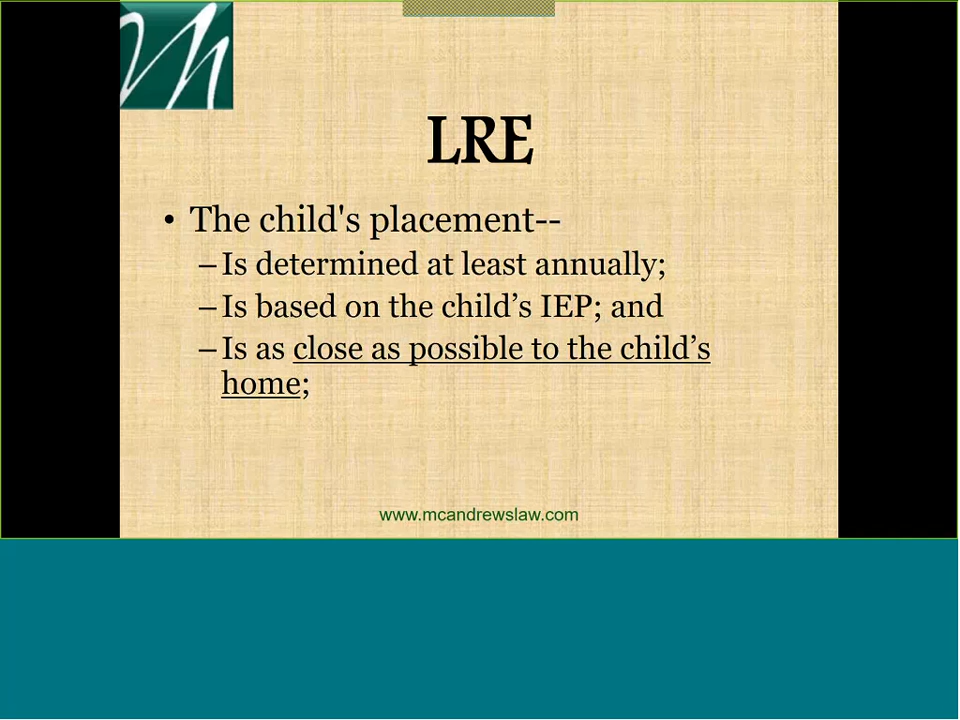 LRE
• The child's placement--
– Is determined at least annually;
– Is based on the child’s IEP; and
– Is as close as possible to the child’s
home;
www.mcandrewslaw.com